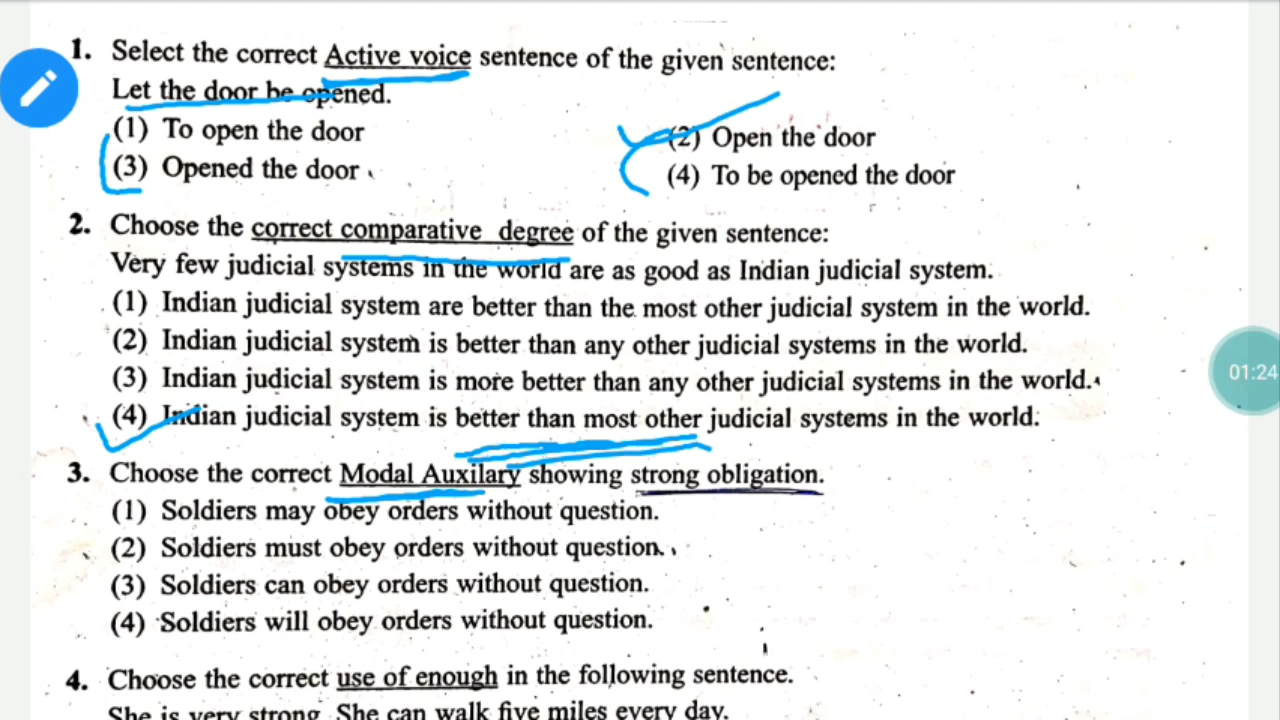 1. Select the correct Active voice sentence of the given sentence:
Let the door be opened.
(1) To open the door
(2) Open the door
(3) Opened the door
(4) To be opened the door
2. Choose the correct comparative degree of the given sentence:
Very few judicial systems in the world are as good as Indian judicial system.
(1) Indian judicial system are better than the most other judicial system in the world.
(2) Indian judicial system is better than any other judicial systems in the world.
(3) Indian judicial system is more better than any other judicial systems in the world.
(4) Indian judicial system is better than most other judicial systems in the world.
01:24
3. Choose the correct Modal Auxilary showing strong obligation.
(1) Soldiers may obey orders without question.
(2) Soldiers must obey orders without question.
(3) Soldiers can obey orders without question.
(4) Soldiers will obey orders without question.
4. Choose the correct use of enough in the following sentence.
She is very strong. She can walk five miles every day.